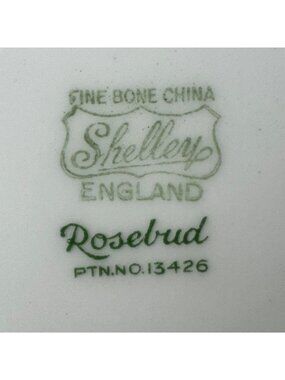 FINE BONE CHINA
Shelley
ENGLAND
Rosebud
PTN.NO.13426